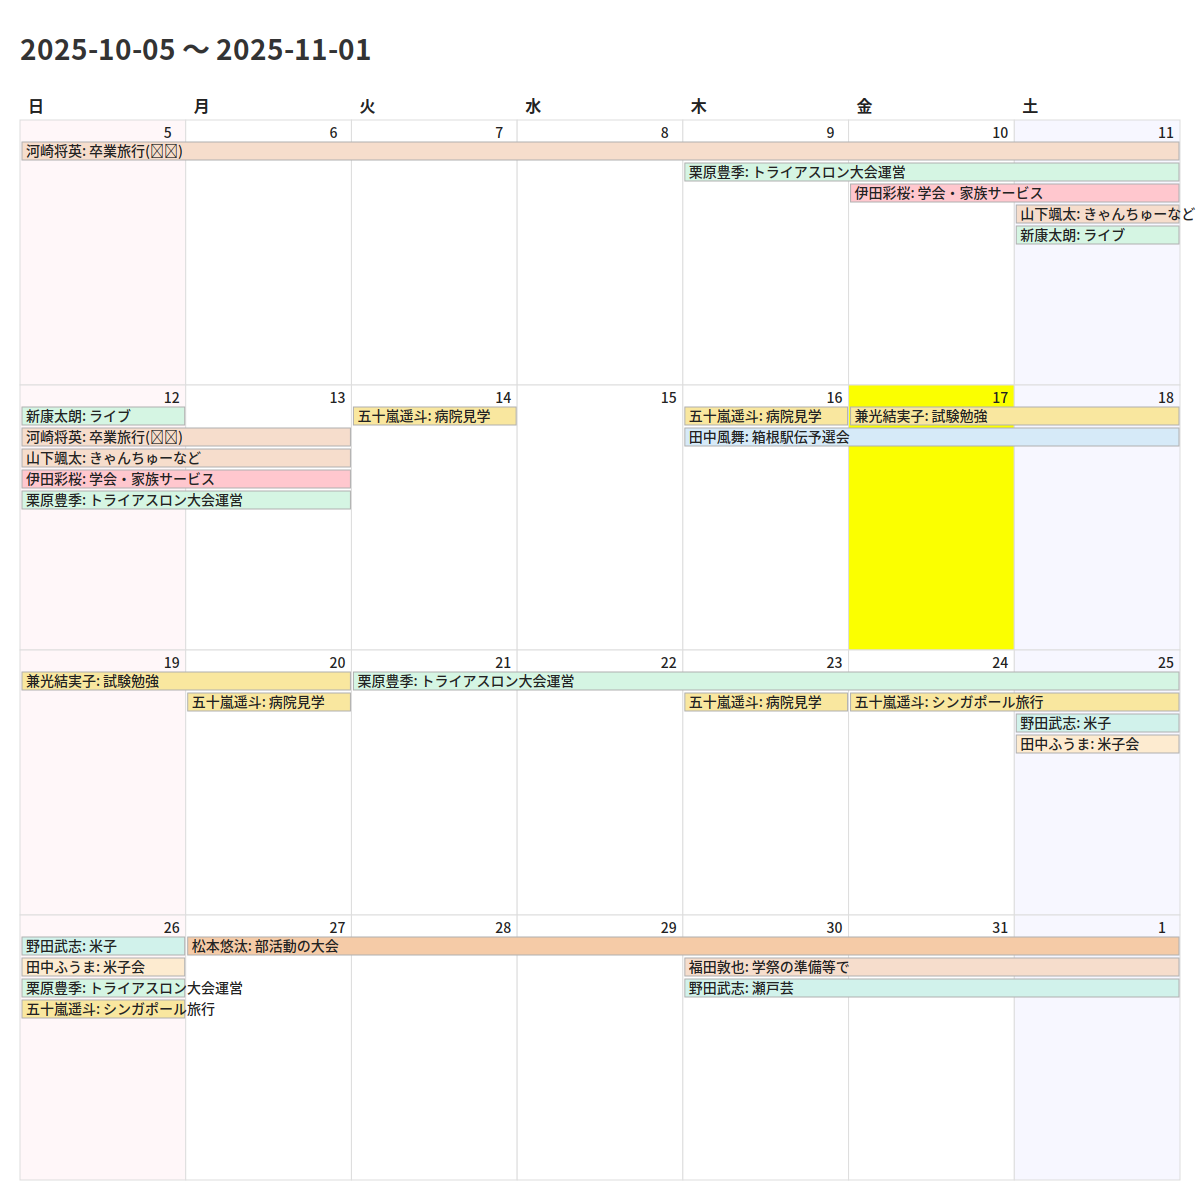 2025-10-05 〜 2025-11-01
日 月 火 水 木 金 土
5 6 7 8 9 10 11
河崎将英: 卒業旅行(☒☒)
栗原豊季: トライアスロン大会運営
伊田彩桜: 学会・家族サービス
山下颯太: きゃんちゅーなど
新康太朗: ライブ
12 13 14 15 16 17 18
新康太朗: ライブ 五十嵐遥斗: 病院見学 五十嵐遥斗: 病院見学 兼光結実子: 試験勉強
河崎将英: 卒業旅行(☒☒) 田中風舞: 箱根駅伝予選会
山下颯太: きゃんちゅーなど
伊田彩桜: 学会・家族サービス
栗原豊季: トライアスロン大会運営
19 20 21 22 23 24 25
兼光結実子: 試験勉強 栗原豊季: トライアスロン大会運営
五十嵐遥斗: 病院見学 五十嵐遥斗: 病院見学 五十嵐遥斗: シンガポール旅行
野田武志: 米子
田中ふうま: 米子会
26 27 28 29 30 31 1
野田武志: 米子 松本悠汰: 部活動の大会
田中ふうま: 米子会 福田敦也: 学祭の準備等で
栗原豊季: トライアスロン大会運営 野田武志: 瀬戸芸
五十嵐遥斗: シンガポール旅行